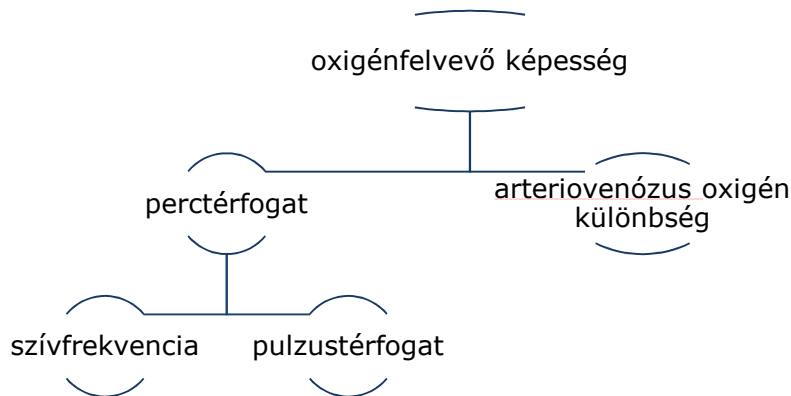 oxigénfelvevő képesség
perctérfogat
arteriovenózus oxigén
különbség
szívfrekvencia
pulzustérfogat